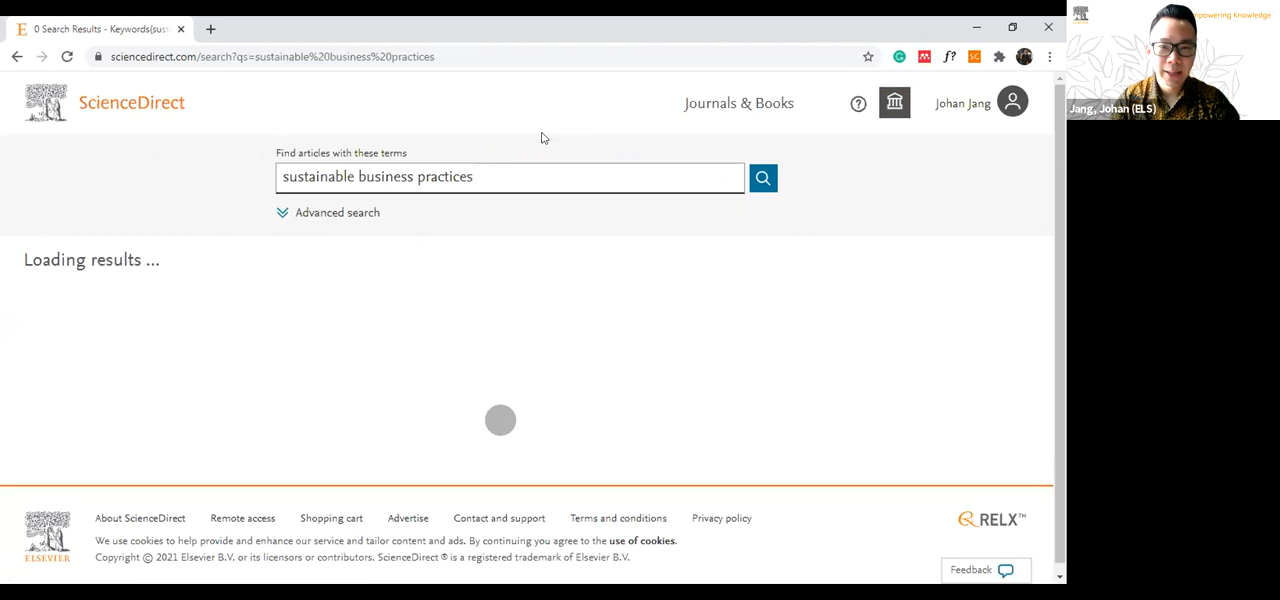 0 Search Results - Keywords(sust
sciencedirect.com/search?qs=sustainable%20business%20practices
ScienceDirect
Journals & Books
Johan Jang
Find articles with these terms
sustainable business practices
Advanced search
Loading results ...
About ScienceDirect Remote access Shopping cart Advertise Contact and support Terms and conditions Privacy policy
We use cookies to help provide and enhance our service and tailor content and ads. By continuing you agree to the use of cookies.
Copyright © 2021 Elsevier B.V. or its licensors or contributors. ScienceDirect ® is a registered trademark of Elsevier B.V.
ELSEVIER
RELX™
Feedback
Empowering Knowledge
Jang, Johan (ELS)